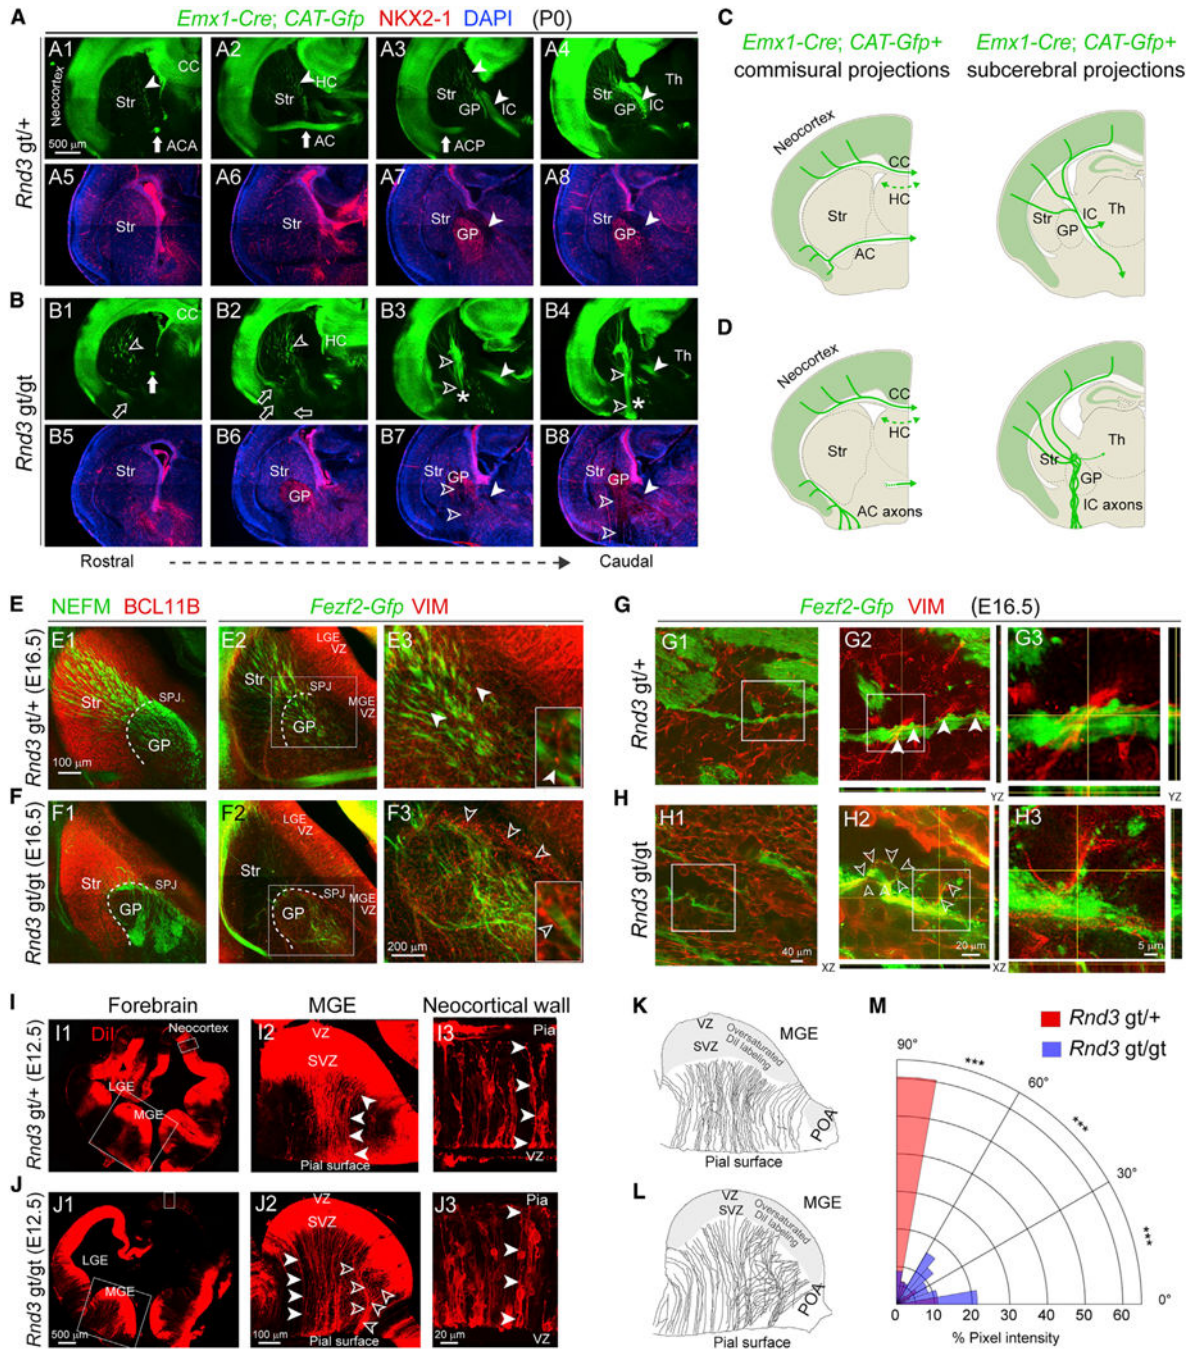 A
Emx1-Cre; CAT-Gfp NKX2-1 DAPI (P0)
Rnd3 gt/+
A1
CC
Neocortex
Str
500 µm
ACA
A2
HC
Str
AC
A3
Str
GP
IC
ACP
A4
Th
Str
GP
IC
A5
Str
A6
Str
A7
Str
GP
A8
Str
GP
B
Rnd3 gt/gt
B1
CC
B2
HC
B3
*
B4
Th
*
B5
Str
B6
Str
GP
B7
Str
GP
B8
Str
GP
Rostral
Caudal
C
Emx1-Cre; CAT-Gfp+
commisural projections
Emx1-Cre; CAT-Gfp+
subcerebral projections
Neocortex
CC
HC
Str
AC
Str
GP
IC
Th
D
Neocortex
CC
HC
Str
AC axons
Str
Th
GP
IC axons
E
NEFM BCL11B
Fezf2-Gfp VIM
Rnd3 gt/+ (E16.5)
E1
Str
SPJ
GP
100 µm
E2
LGE
VZ
Str
SPJ
MGE
VZ
GP
E3
F
Rnd3 gt/gt (E16.5)
F1
Str
SPJ
GP
F2
LGE
VZ
Str
SPJ
MGE
VZ
GP
F3
200 µm
G
Fezf2-Gfp VIM (E16.5)
Rnd3 gt/+
G1
G2
YZ
G3
YZ
H
Rnd3 gt/gt
H1
40 µm
XZ
H2
20 µm
XZ
H3
5 µm
I
Forebrain
MGE
Neocortical wall
Rnd3 gt/+ (E12.5)
I1
DiI
Neocortex
LGE
MGE
I2
VZ
SVZ
Pial surface
I3
Pia
VZ
J
Rnd3 gt/gt (E12.5)
J1
LGE
MGE
500 µm
J2
VZ
SVZ
100 µm
Pial surface
J3
Pia
20 µm
VZ
K
VZ
SVZ
Oversaturated
DiI labeling
MGE
POA
Pial surface
L
VZ
SVZ
Oversaturated
DiI labeling
MGE
POA
Pial surface
M
Rnd3 gt/+
Rnd3 gt/gt
90°
***
60°
***
30°
***
0°
0 10 20 30 40 50 60
% Pixel intensity